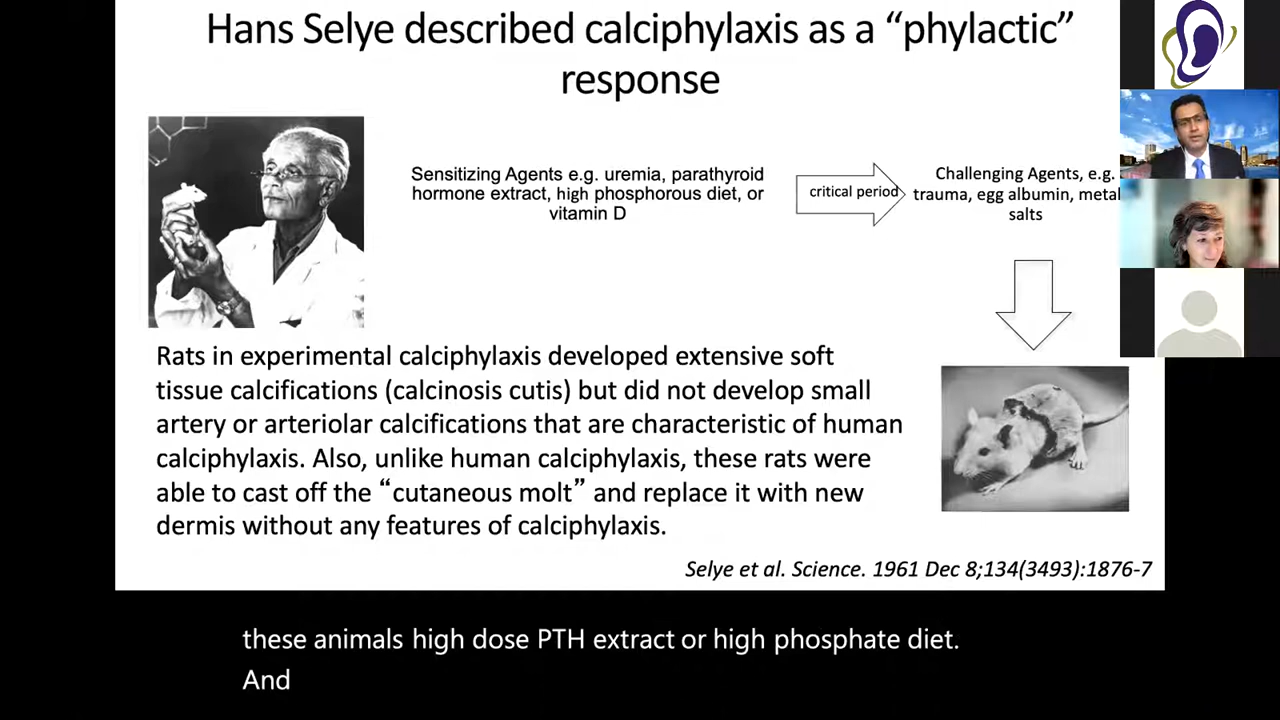 Hans Selye described calciphylaxis as a “phylactic”
response
Sensitizing Agents e.g. uremia, parathyroid
hormone extract, high phosphorous diet, or
vitamin D
critical period
Challenging Agents, e.g.
trauma, egg albumin, metal
salts
Rats in experimental calciphylaxis developed extensive soft
tissue calcifications (calcinosis cutis) but did not develop small
artery or arteriolar calcifications that are characteristic of human
calciphylaxis. Also, unlike human calciphylaxis, these rats were
able to cast off the “cutaneous molt” and replace it with new
dermis without any features of calciphylaxis.
Selye et al. Science. 1961 Dec 8;134(3493):1876-7
these animals high dose PTH extract or high phosphate diet.
And